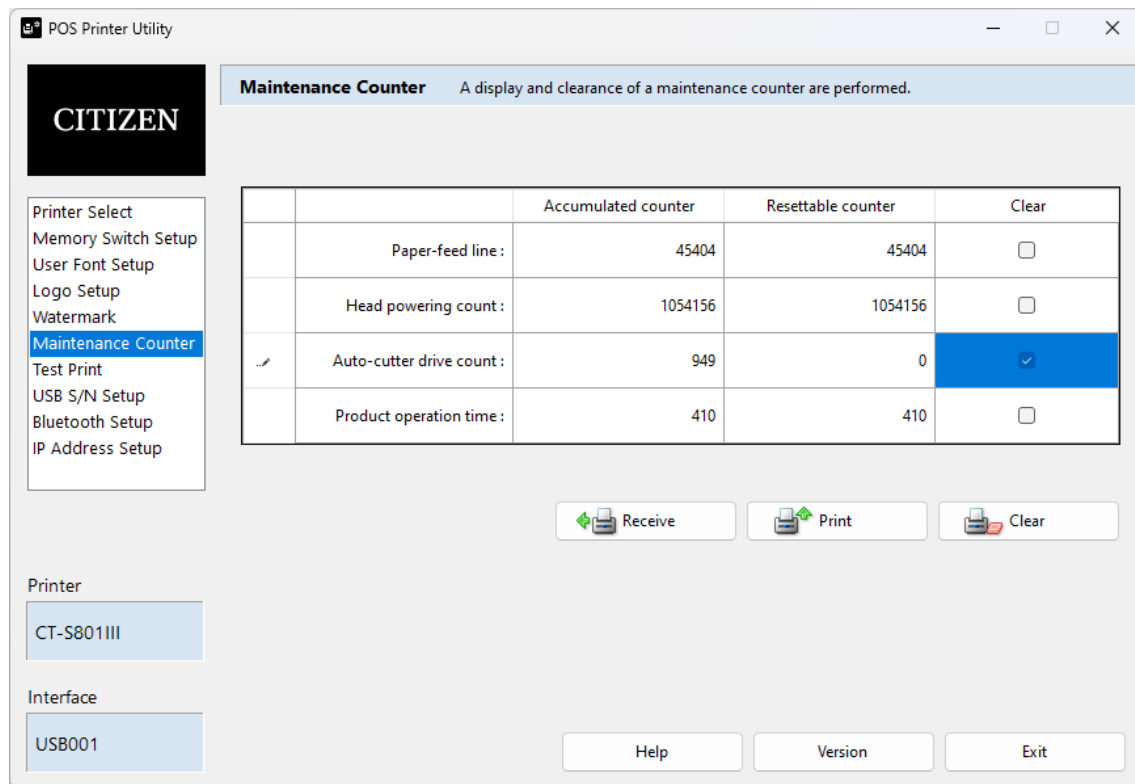 POS Printer Utility
CITIZEN
Maintenance Counter A display and clearance of a maintenance counter are performed.
Printer Select
Memory Switch Setup
User Font Setup
Logo Setup
Watermark
Maintenance Counter
Test Print
USB S/N Setup
Bluetooth Setup
IP Address Setup
Accumulated counter Resettable counter Clear
Paper-feed line : 45404 45404
Head powering count : 1054156 1054156
Auto-cutter drive count : 949 0
Product operation time : 410 410
Receive Print Clear
Printer
CT-S801III
Interface
USB001
Help Version Exit